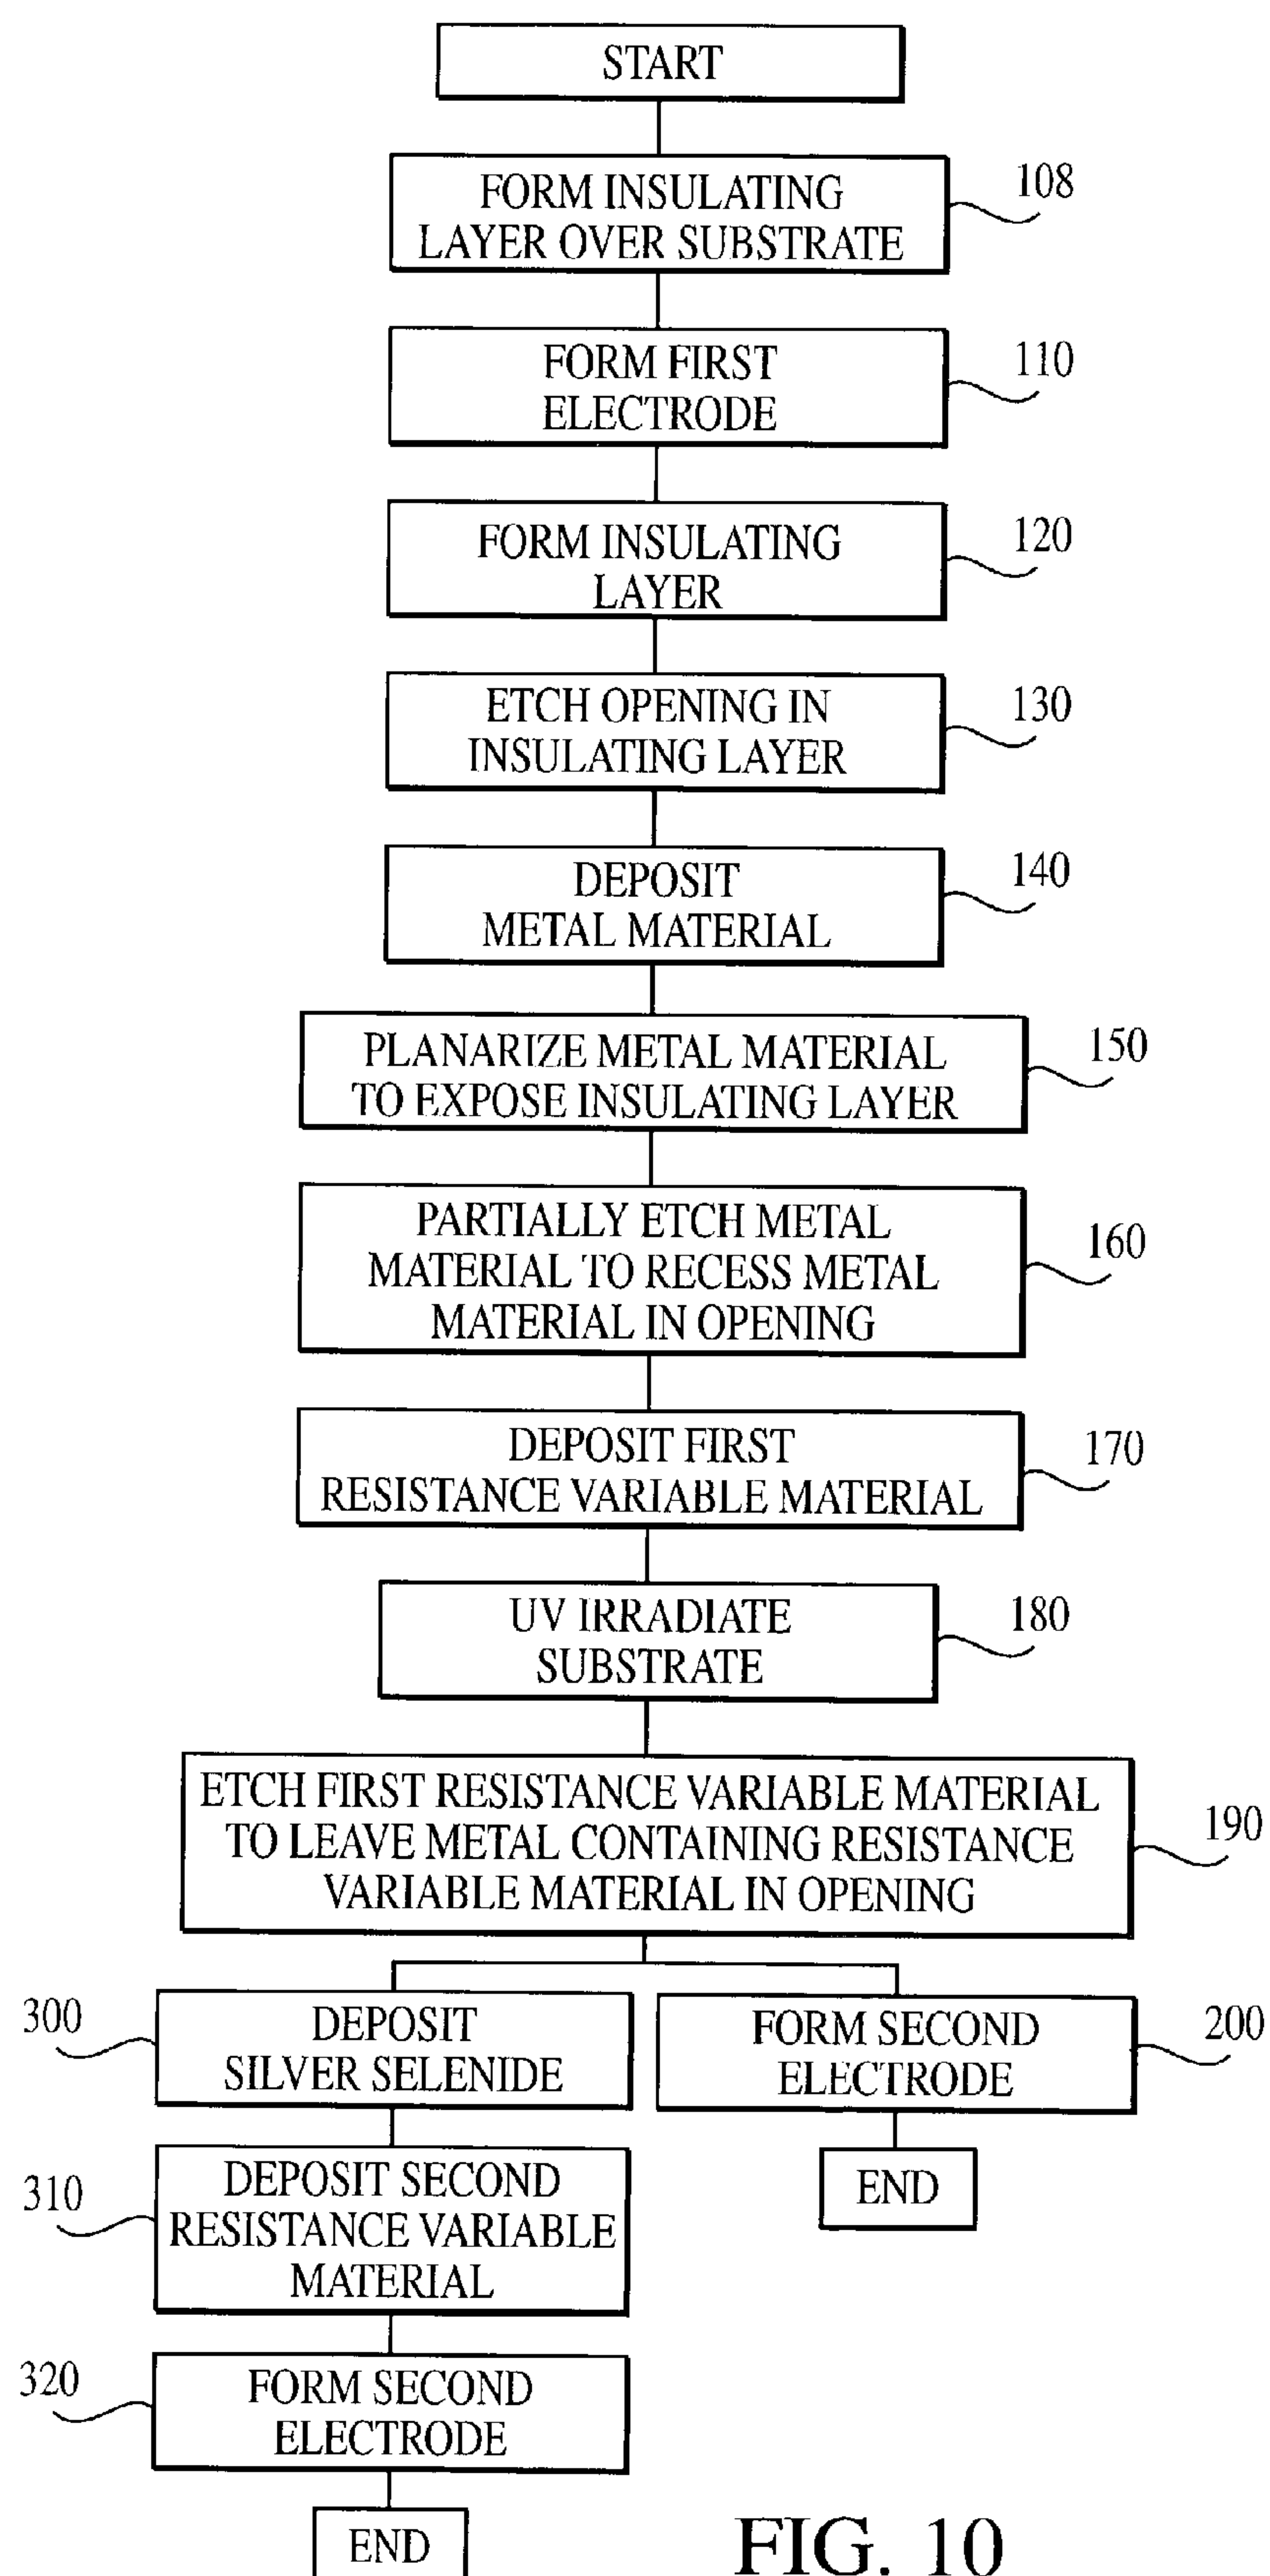 START
FORM INSULATING
LAYER OVER SUBSTRATE
108
FORM FIRST
ELECTRODE
110
FORM INSULATING
LAYER
120
ETCH OPENING IN
INSULATING LAYER
130
DEPOSIT
METAL MATERIAL
140
PLANARIZE METAL MATERIAL
TO EXPOSE INSULATING LAYER
150
PARTIALLY ETCH METAL
MATERIAL TO RECESS METAL
MATERIAL IN OPENING
160
DEPOSIT FIRST
RESISTANCE VARIABLE MATERIAL
170
UV IRRADIATE
SUBSTRATE
180
ETCH FIRST RESISTANCE VARIABLE MATERIAL
TO LEAVE METAL CONTAINING RESISTANCE
VARIABLE MATERIAL IN OPENING
190
300
DEPOSIT
SILVER SELENIDE
FORM SECOND
ELECTRODE
200
310
DEPOSIT SECOND
RESISTANCE VARIABLE
MATERIAL
END
320
FORM SECOND
ELECTRODE
END
FIG. 10